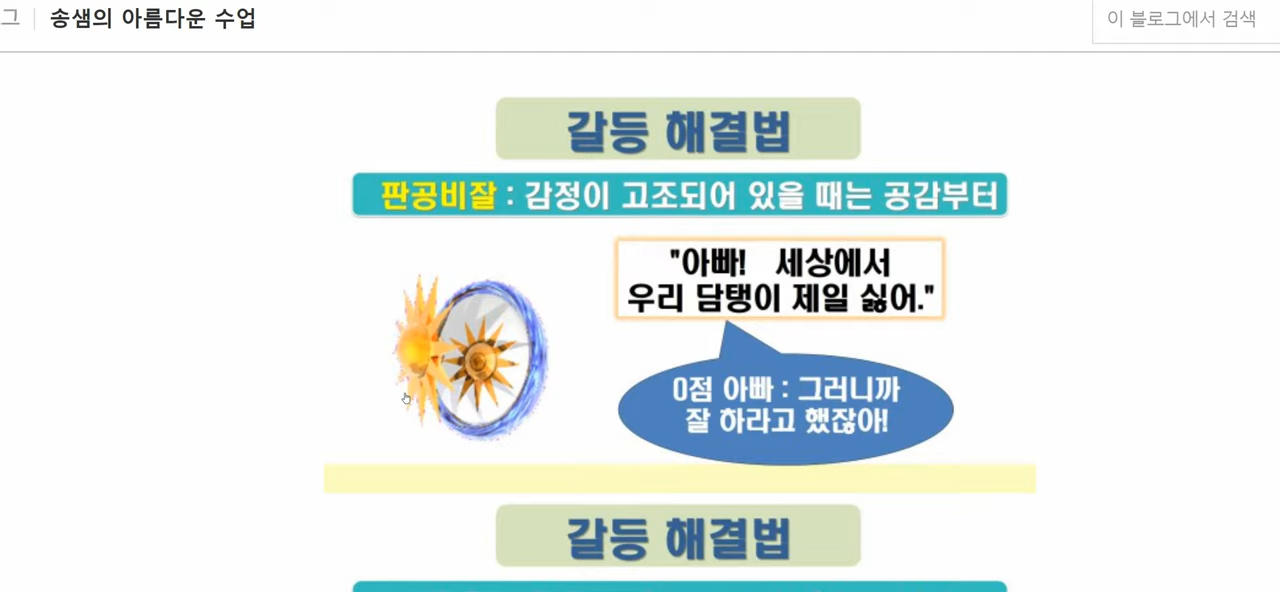 그 | 송샘의 아름다운 수업
이 블로그에서 검색
갈등 해결법
판공비잘 : 감정이 고조되어 있을 때는 공감부터
"아빠! 세상에서
우리 담탱이 제일 싫어."
0점 아빠 : 그러니까
잘 하라고 했잖아!
갈등 해결법